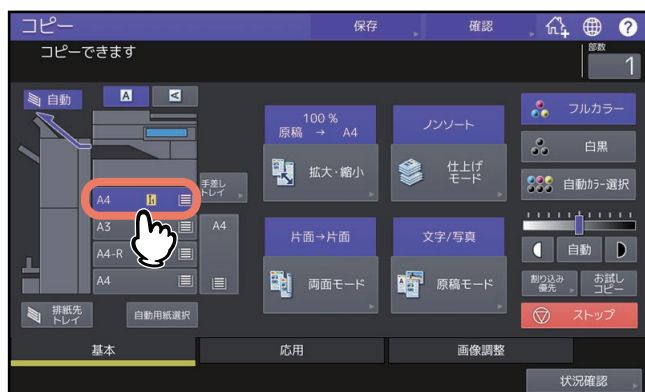 コピー
保存
確認
?
コピーできます
部数
1
自動
A
A
100 %
原稿 → A4
ノンソート
フルカラー
拡大・縮小
仕上げ
モード
白黒
A4
手差し
トレイ
自動カラー選択
A3
A4
A4-R
A4
片面→片面
文字/写真
自動
両面モード
原稿モード
割り込み
優先
お試し
コピー
排紙先
トレイ
自動用紙選択
ストップ
基本
応用
画像調整
状況確認